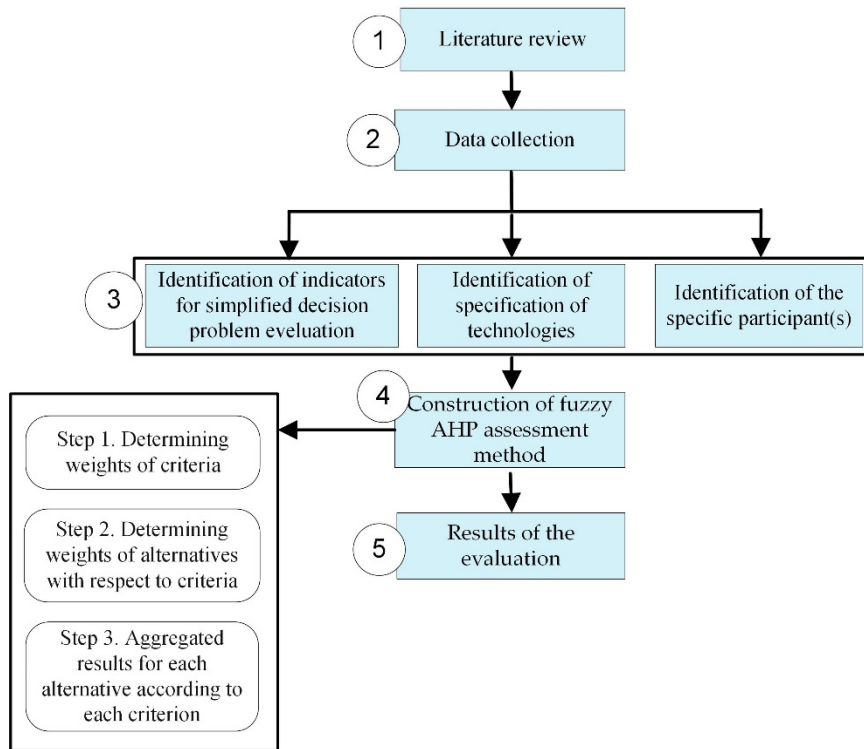 1
Literature review
2
Data collection
3
Identification of indicators
for simplified decision
problem eveluation
Identification of
specification of
technologies
Identification of the
specific participant(s)
4
Construction of fuzzy
AHP assessment
method
Step 1. Determining
weights of criteria
Step 2. Determining
weights of alternatives
with respect to criteria
Step 3. Aggregated
results for each
alternative according to
each criterion
5
Results of the
evaluation